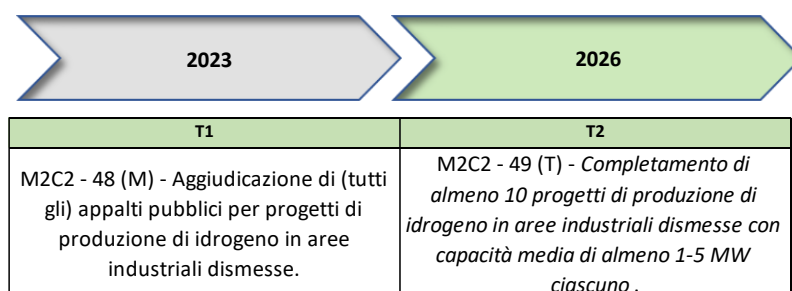 2023
2026
T1
T2
M2C2 - 48 (M) - Aggiudicazione di (tutti
gli) appalti pubblici per progetti di
produzione di idrogeno in aree
industriali dismesse.
M2C2 - 49 (T) - Completamento di
almeno 10 progetti di produzione di
idrogeno in aree industriali dismesse con
capacità media di almeno 1-5 MW
ciascuno .